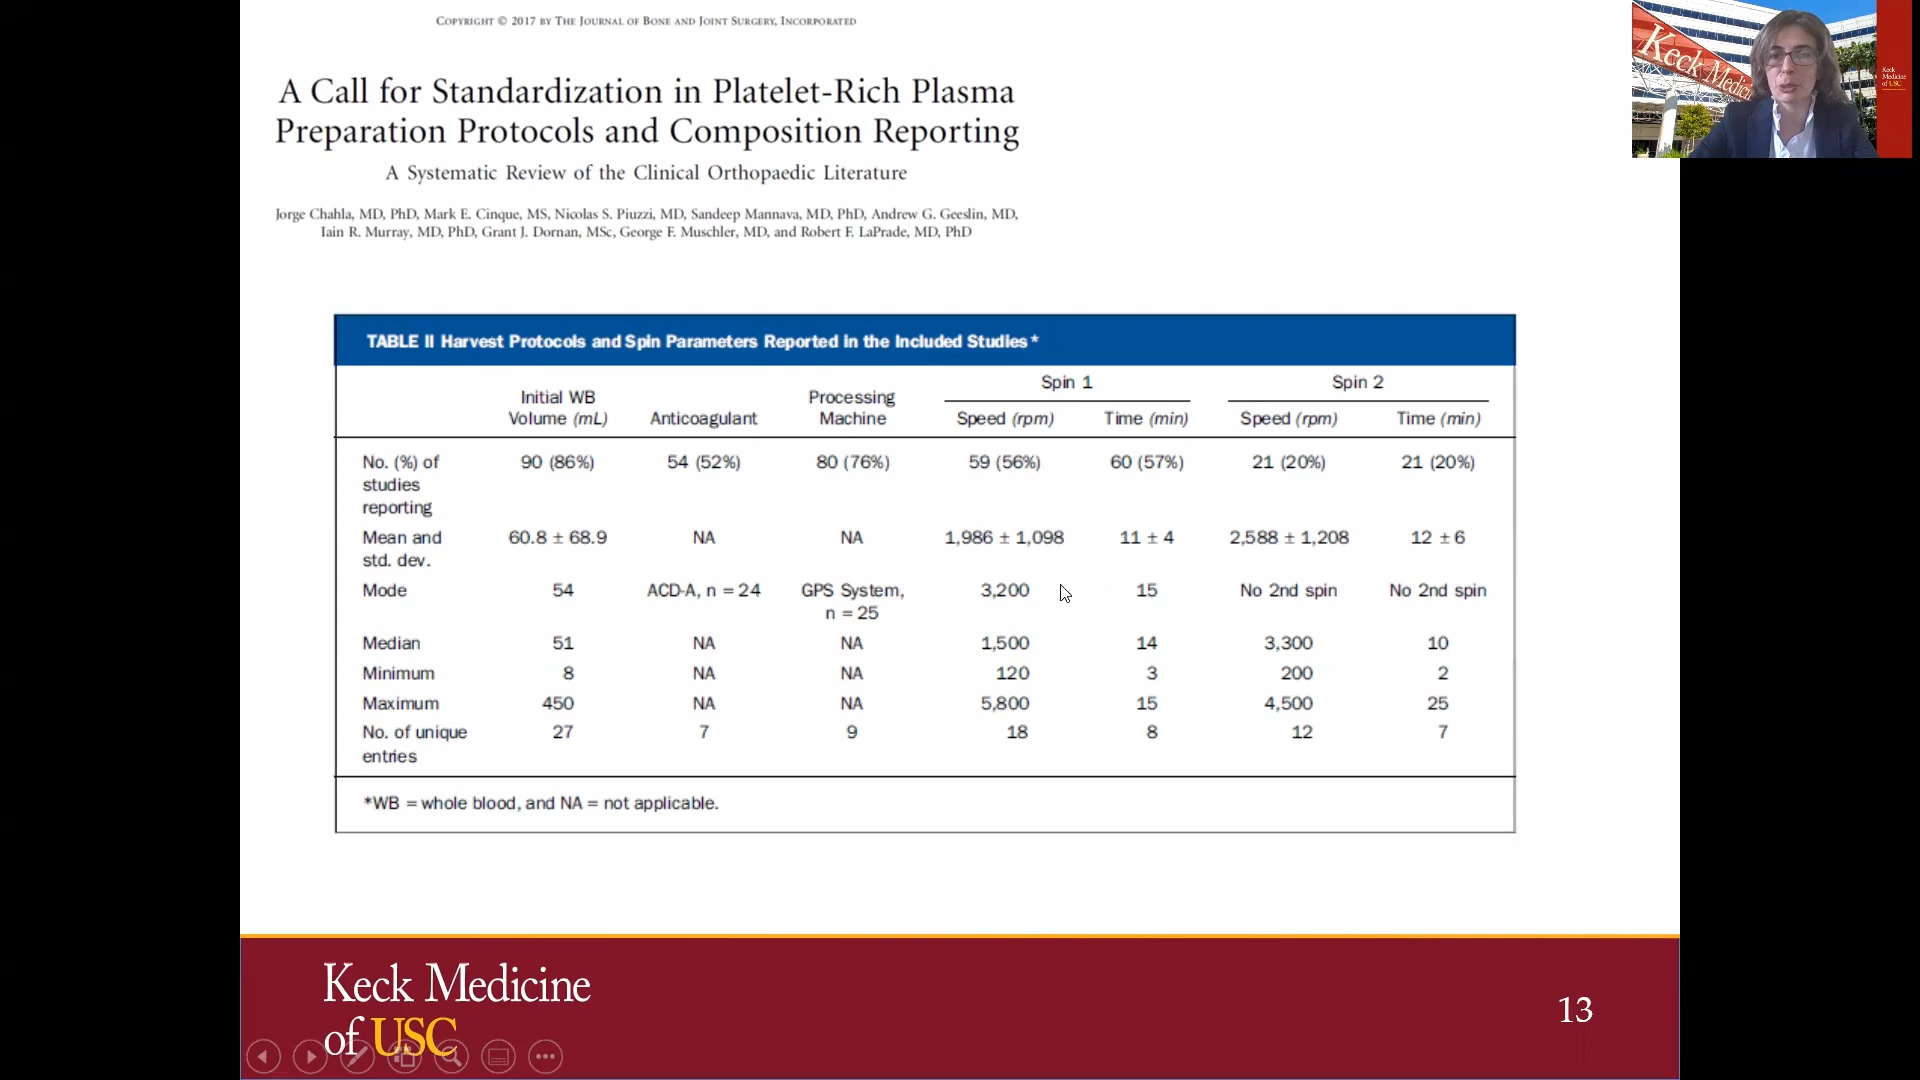 COPYRIGHT © 2017 BY THE JOURNAL OF BONE AND JOINT SURGERY, INCORPORATED
A Call for Standardization in Platelet-Rich Plasma
Preparation Protocols and Composition Reporting
A Systematic Review of the Clinical Orthopaedic Literature
Jorge Chahla, MD, PhD, Mark E. Cinque, MS, Nicolas S. Piuzzi, MD, Sandeep Mannava, MD, PhD, Andrew G. Geeslin, MD,
Iain R. Murray, MD, PhD, Grant J. Dornan, MSc, George F. Muschler, MD, and Robert F. LaPrade, MD, PhD
Keck Medici
Keck
Medicine
of USC
TABLE II Harvest Protocols and Spin Parameters Reported in the Included Studies*
Spin 1 Spin 2
Initial WB Processing
Volume (mL) Anticoagulant Machine Speed (rpm) Time (min) Speed (rpm) Time (min)
No. (%) of 90 (86%) 54 (52%) 80 (76%) 59 (56%) 60 (57%) 21 (20%) 21 (20%)
studies
reporting
Mean and 60.8 ± 68.9 NA NA 1,986 ± 1,098 11 ± 4 2,588 ± 1,208 12 ± 6
std. dev.
Mode 54 ACD-A, n = 24 GPS System, 3,200 15 No 2nd spin No 2nd spin
n = 25
Median 51 NA NA 1,500 14 3,300 10
Minimum 8 NA NA 120 3 200 2
Maximum 450 NA NA 5,800 15 4,500 25
No. of unique 27 7 9 18 8 12 7
entries
*WB = whole blood, and NA = not applicable.
Keck Medicine
of USC
13